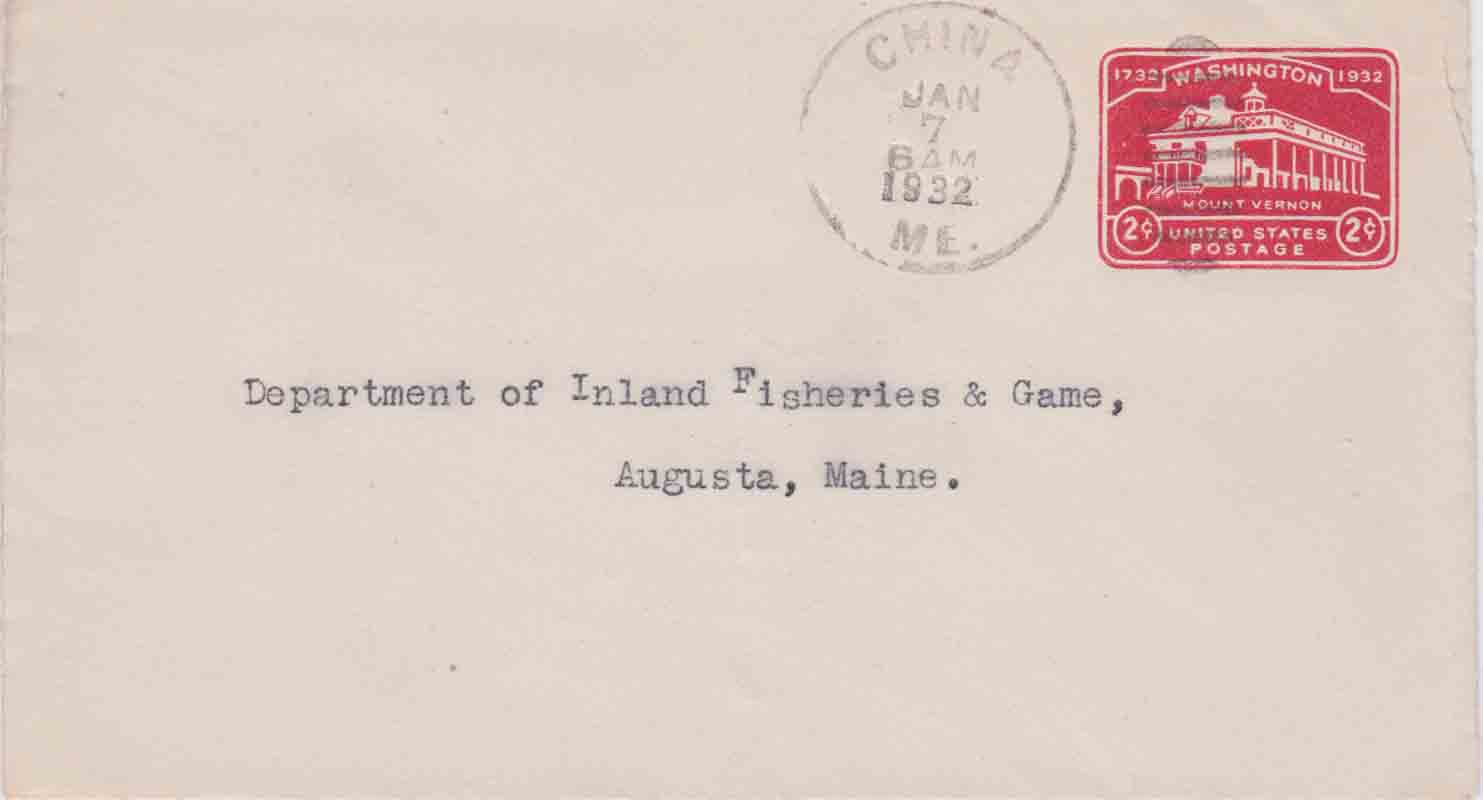 CHINA
JAN
7
6 AM
1932
ME.
1732 WASHINGTON 1932
MOUNT VERNON
2¢ UNITED STATES 2¢
POSTAGE
Department of Inland Fisheries & Game,
Augusta, Maine.